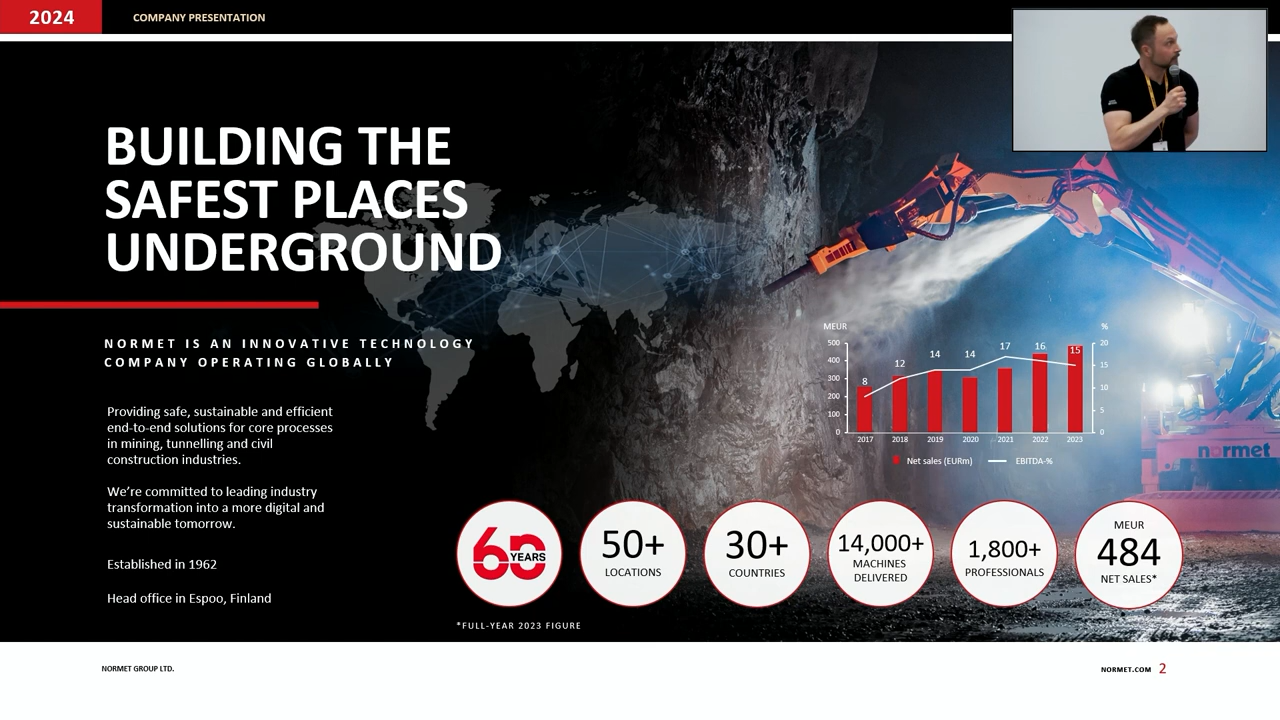 2024
COMPANY PRESENTATION
BUILDING THE
SAFEST PLACES
UNDERGROUND
NORMET IS AN INNOVATIVE TECHNOLOGY
COMPANY OPERATING GLOBALLY
Providing safe, sustainable and efficient
end-to-end solutions for core processes
in mining, tunnelling and civil
construction industries.
We’re committed to leading industry
transformation into a more digital and
sustainable tomorrow.
Established in 1962
Head office in Espoo, Finland
MEUR %
500 20
400 15
300 10
200 5
100 0
0
8 12 14 14 17 16 15
2017 2018 2019 2020 2021 2022 2023
Net sales (EURm) EBITDA-%
normet
60 YEARS
50+
LOCATIONS
30+
COUNTRIES
14,000+
MACHINES
DELIVERED
1,800+
PROFESSIONALS
MEUR
484
NET SALES*
*FULL-YEAR 2023 FIGURE
NORMET GROUP LTD.
NORMET.COM 2